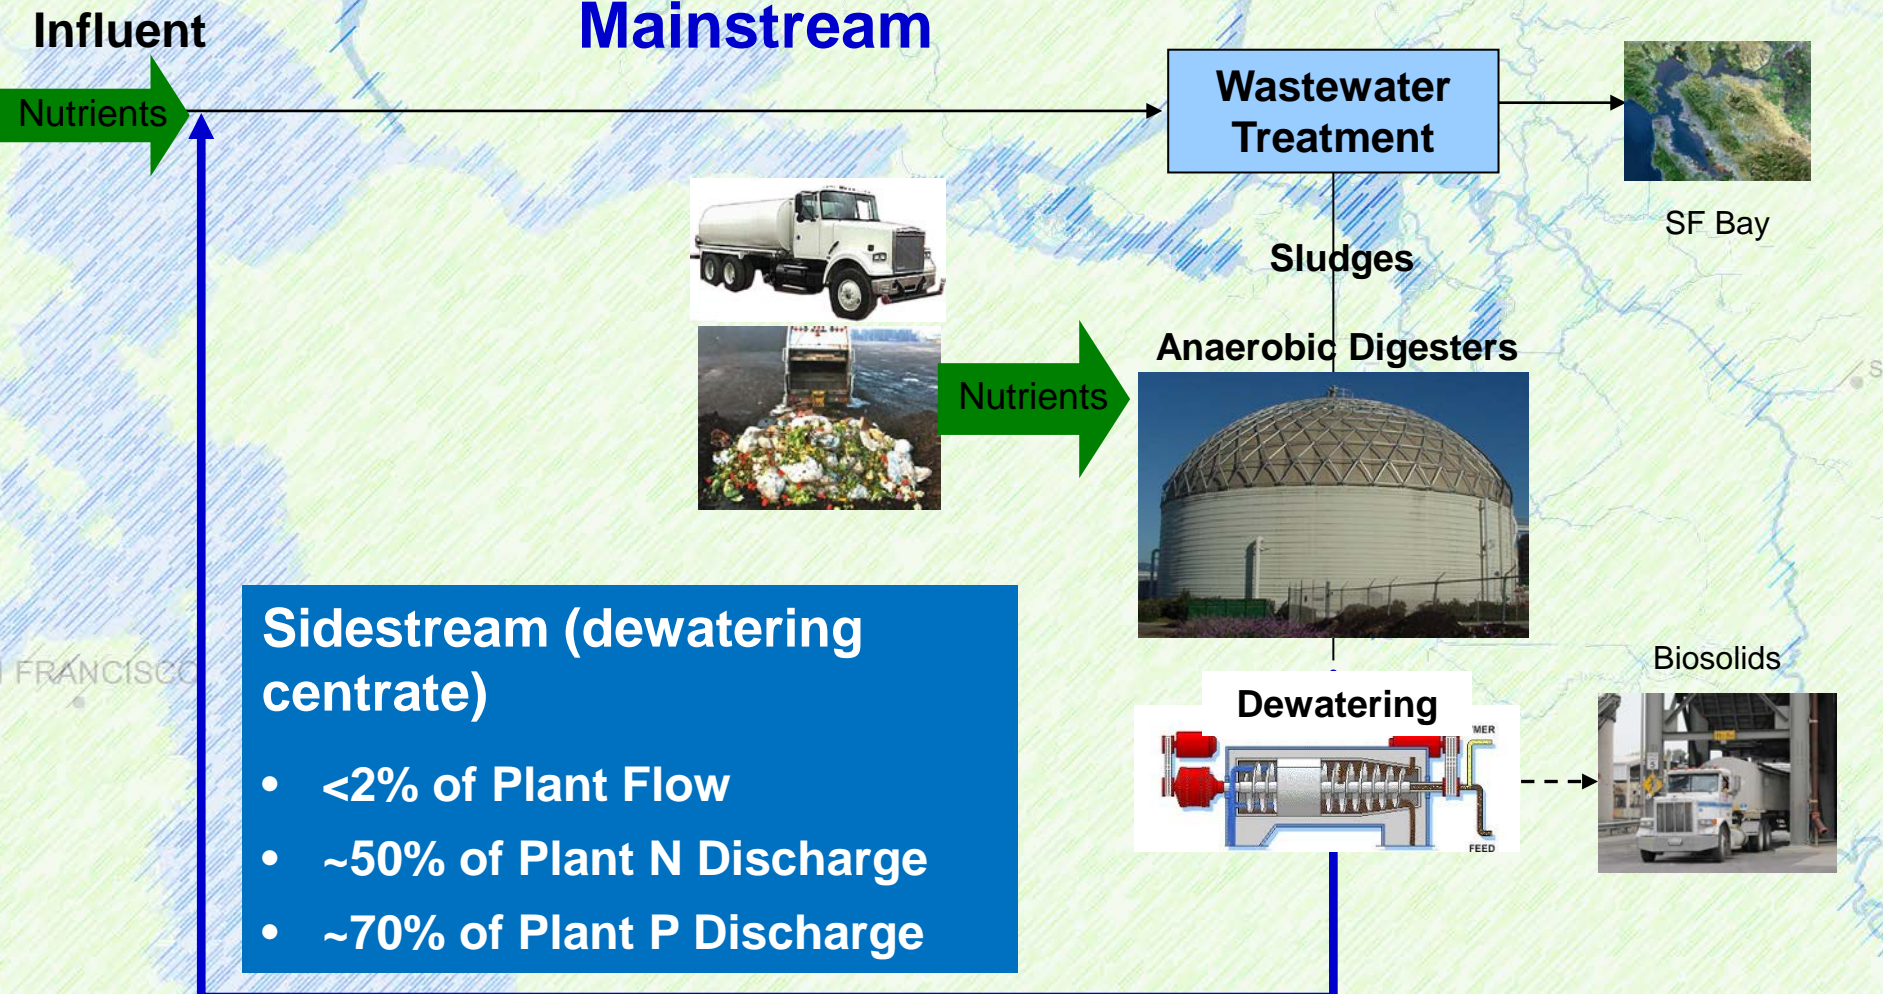 Influent
Mainstream
Nutrients
Wastewater
Treatment
SF Bay
Sludges
Anaerobic Digesters
Nutrients
Sidestream (dewatering
centrate)
• <2% of Plant Flow
• ~50% of Plant N Discharge
• ~70% of Plant P Discharge
FRANCISCO
Biosolids
Dewatering
MER
FEED
S